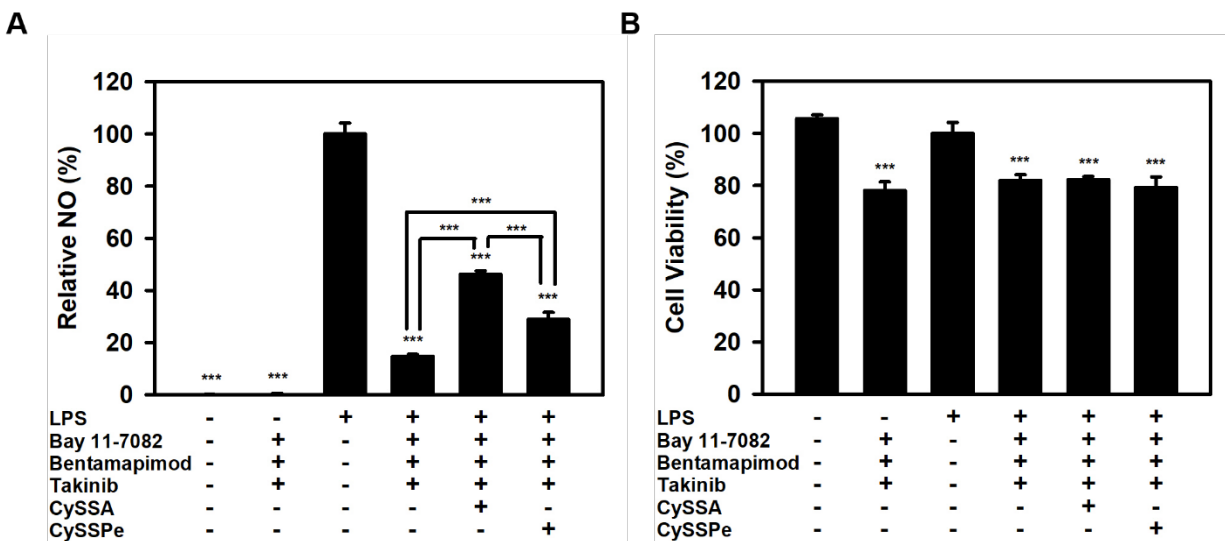 A
Relative NO (%)
120
100
80
60
40
20
0
***
*** ***
***
***
***
***
*** ***
LPS - - + + + +
Bay 11-7082 - + - + + +
Bentamapimod - + - + + +
Takinib - + - + + +
CySSA - - - - + -
CySSPe - - - - - +
B
Cell Viability (%)
120
100
80
60
40
20
0
*** *** *** ***
LPS - - + + + +
Bay 11-7082 - + - + + +
Bentamapimod - + - + + +
Takinib - + - + + +
CySSA - - - - + -
CySSPe - - - - - +